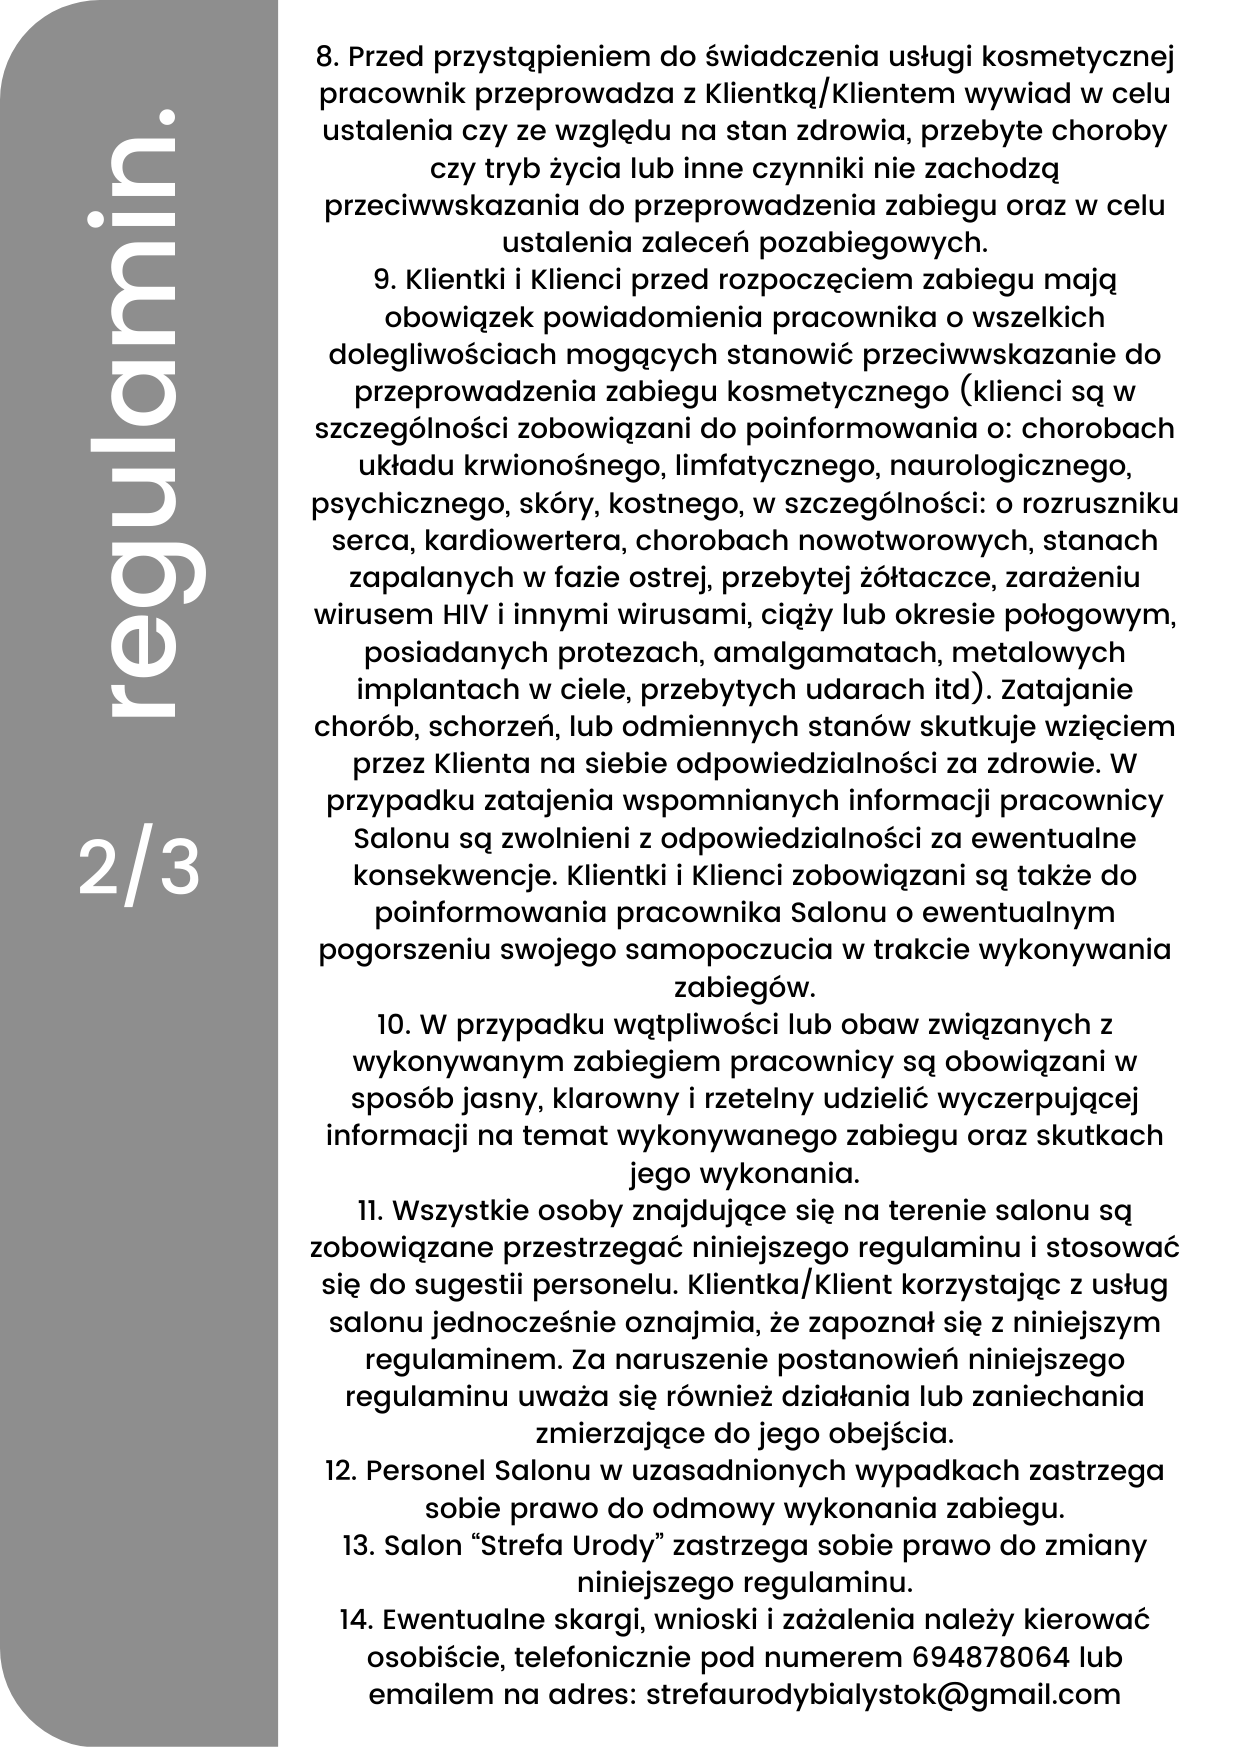 regulamin.
2/3
8. Przed przystąpieniem do świadczenia usługi kosmetycznej
pracownik przeprowadza z Klientką/Klientem wywiad w celu
ustalenia czy ze względu na stan zdrowia, przebyte choroby
czy tryb życia lub inne czynniki nie zachodzą
przeciwwskazania do przeprowadzenia zabiegu oraz w celu
ustalenia zaleceń pozabiegowych.
9. Klientki i Klienci przed rozpoczęciem zabiegu mają
obowiązek powiadomienia pracownika o wszelkich
dolegliwościach mogących stanowić przeciwwskazanie do
przeprowadzenia zabiegu kosmetycznego (klienci są w
szczególności zobowiązani do poinformowania o: chorobach
układu krwionośnego, limfatycznego, naurologicznego,
psychicznego, skóry, kostnego, w szczególności: o rozruszniku
serca, kardiowertera, chorobach nowotworowych, stanach
zapalanych w fazie ostrej, przebytej żółtaczce, zarażeniu
wirusem HIV i innymi wirusami, ciąży lub okresie połogowym,
posiadanych protezach, amalgamatach, metalowych
implantach w ciele, przebytych udarach itd). Zatajanie
chorób, schorzeń, lub odmiennych stanów skutkuje wzięciem
przez Klienta na siebie odpowiedzialności za zdrowie. W
przypadku zatajenia wspomnianych informacji pracownicy
Salonu są zwolnieni z odpowiedzialności za ewentualne
konsekwencje. Klientki i Klienci zobowiązani są także do
poinformowania pracownika Salonu o ewentualnym
pogorszeniu swojego samopoczucia w trakcie wykonywania
zabiegów.
10. W przypadku wątpliwości lub obaw związanych z
wykonywanym zabiegiem pracownicy są obowiązani w
sposób jasny, klarowny i rzetelny udzielić wyczerpującej
informacji na temat wykonywanego zabiegu oraz skutkach
jego wykonania.
11. Wszystkie osoby znajdujące się na terenie salonu są
zobowiązane przestrzegać niniejszego regulaminu i stosować
się do sugestii personelu. Klientka/Klient korzystając z usług
salonu jednocześnie oznajmia, że zapoznał się z niniejszym
regulaminem. Za naruszenie postanowień niniejszego
regulaminu uważa się również działania lub zaniechania
zmierzające do jego obejścia.
12. Personel Salonu w uzasadnionych wypadkach zastrzega
sobie prawo do odmowy wykonania zabiegu.
13. Salon “Strefa Urody” zastrzega sobie prawo do zmiany
niniejszego regulaminu.
14. Ewentualne skargi, wnioski i zażalenia należy kierować
osobiście, telefonicznie pod numerem 694878064 lub
emailem na adres: strefaurodybialystok@gmail.com